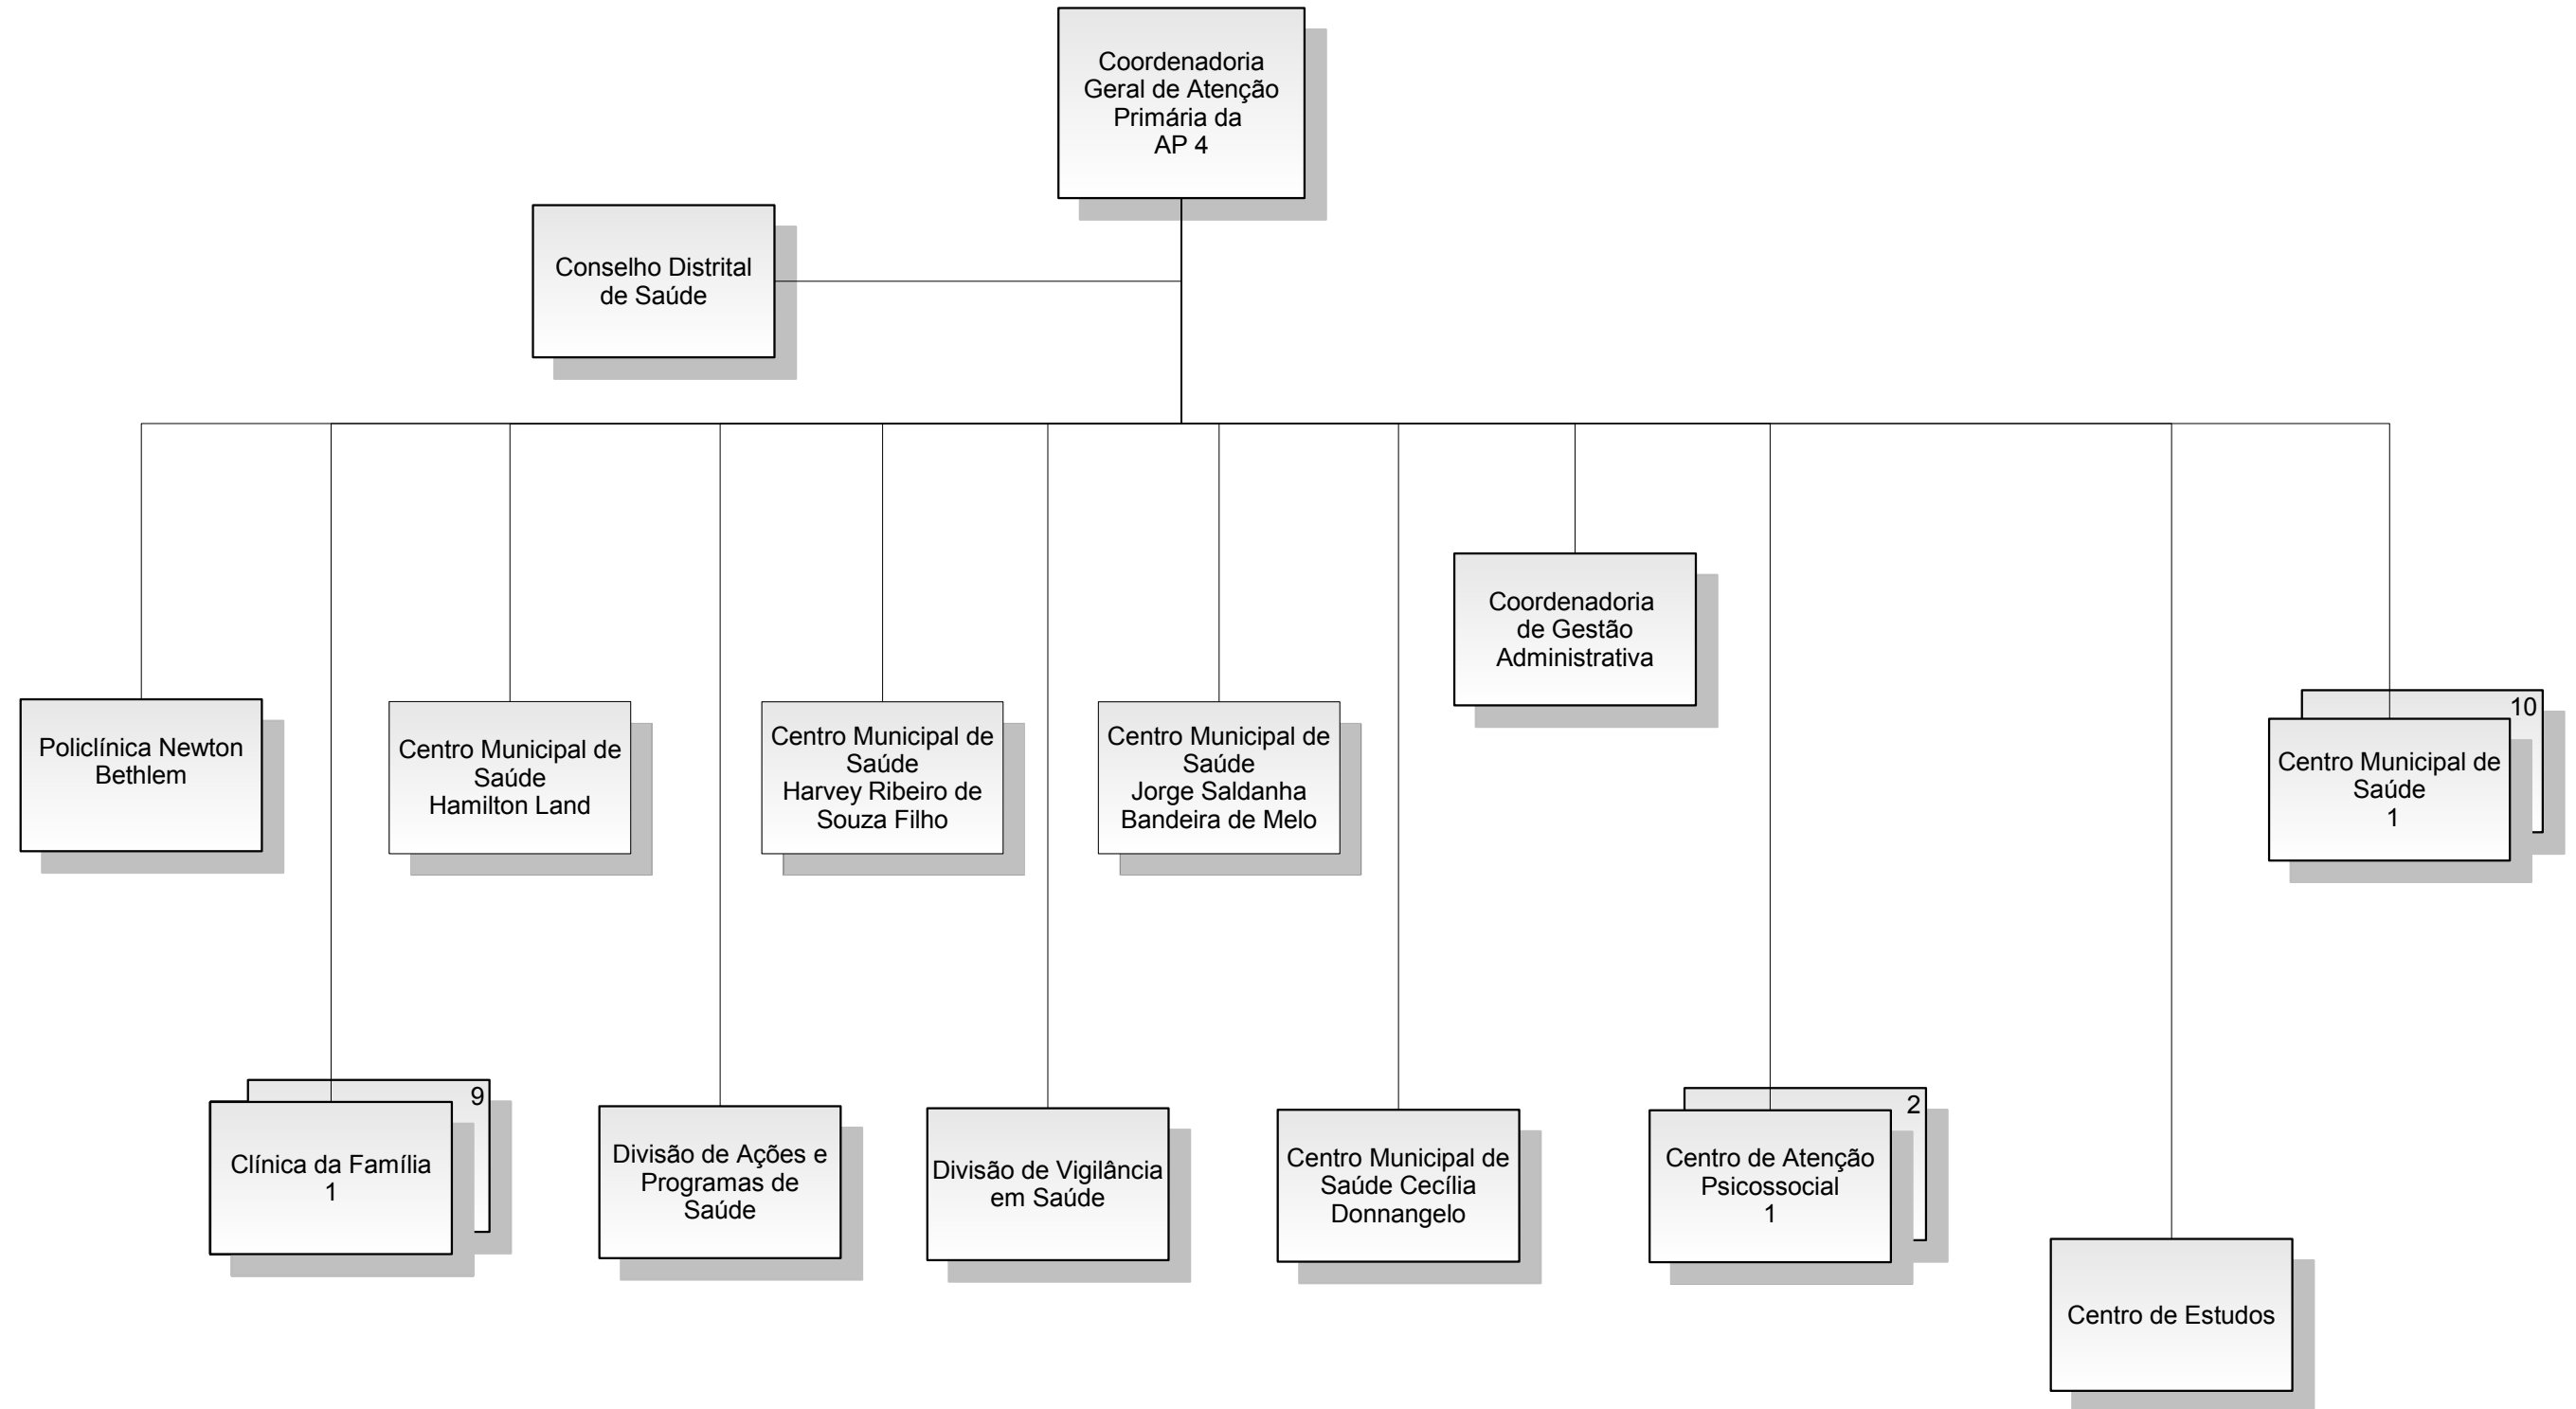 Coordenadoria
Geral de Atenção
Primária da
AP 4
Conselho Distrital
de Saúde
Coordenadoria
de Gestão
Administrativa
Policlínica Newton
Bethlem
Centro Municipal de
Saúde
Hamilton Land
Centro Municipal de
Saúde
Harvey Ribeiro de
Souza Filho
Centro Municipal de
Saúde
Jorge Saldanha
Bandeira de Melo
10
Centro Municipal de
Saúde
1
9
Clínica da Família
1
Divisão de Ações e
Programas de
Saúde
Divisão de Vigilância
em Saúde
Centro Municipal de
Saúde Cecília
Donnangelo
2
Centro de Atenção
Psicossocial
1
Centro de Estudos